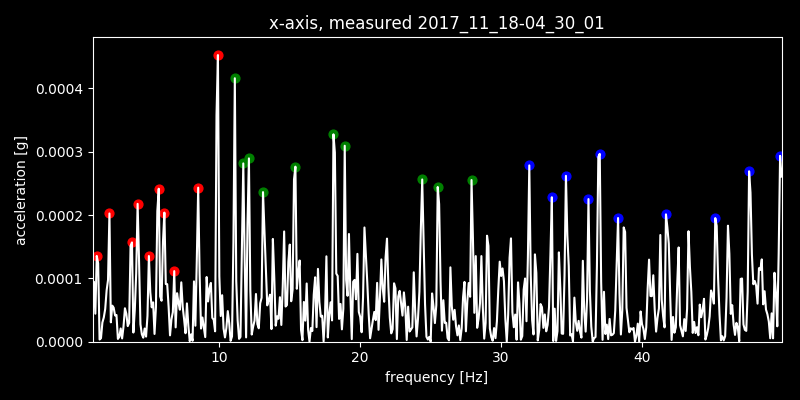 x-axis, measured 2017_11_18-04_30_01
acceleration [g]
0.0004
0.0003
0.0002
0.0001
0.0000
10 20 30 40
frequency [Hz]